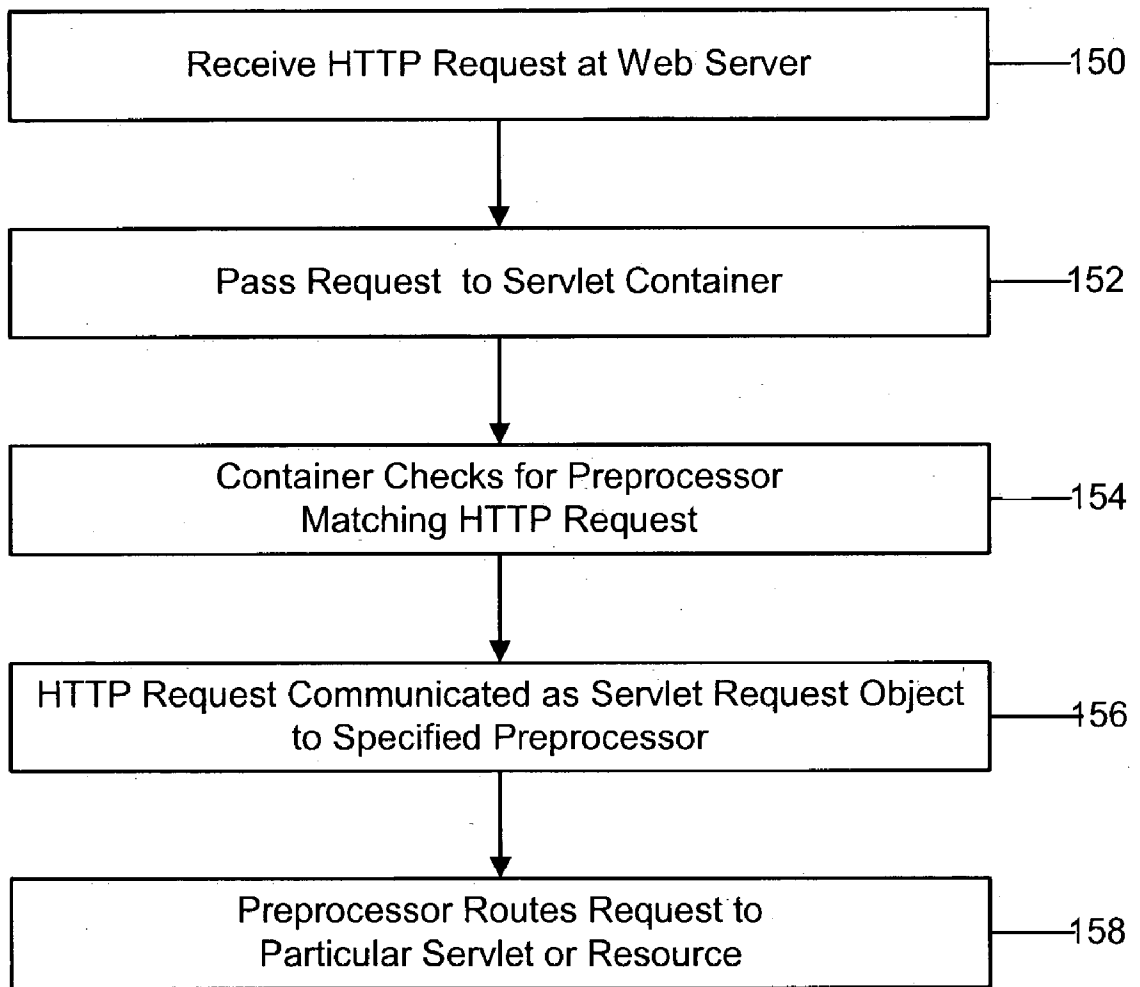 Receive HTTP Request at Web Server
150
Pass Request to Servlet Container
152
Container Checks for Preprocessor
Matching HTTP Request
154
HTTP Request Communicated as Servlet Request Object
to Specified Preprocessor
156
Preprocessor Routes Request to
Particular Servlet or Resource
158